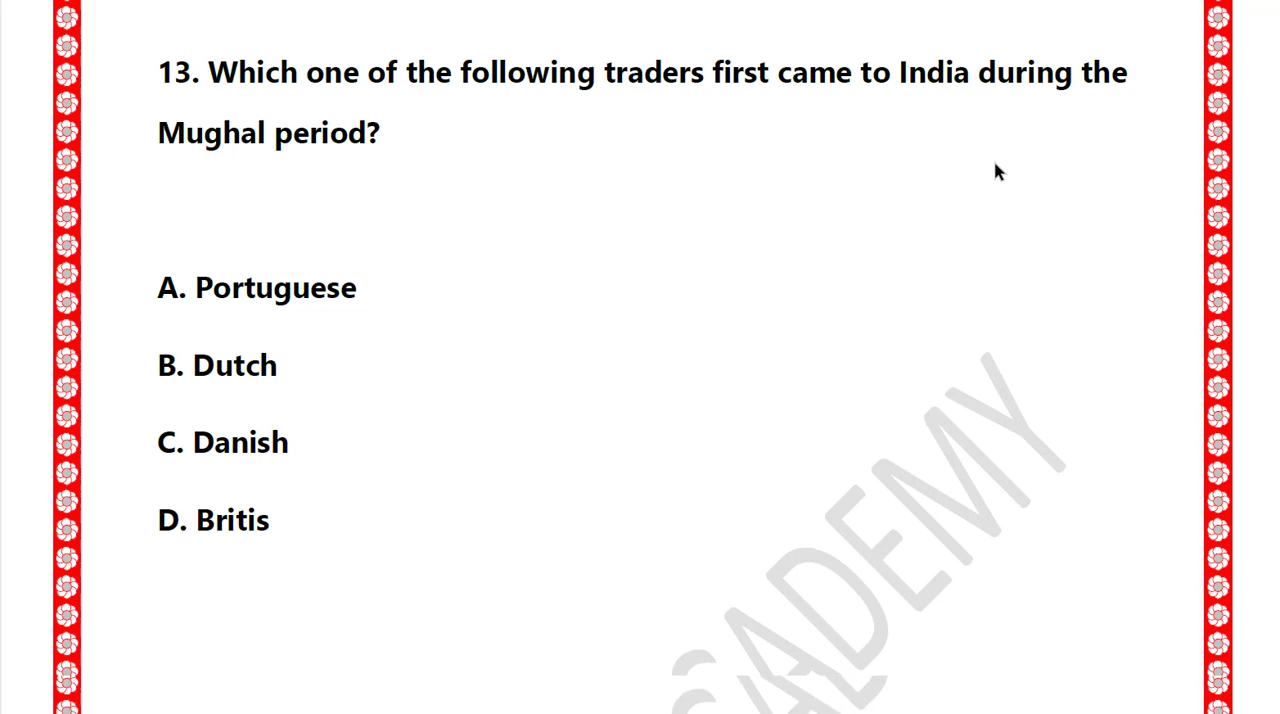 13. Which one of the following traders first came to India during the
Mughal period?
A. Portuguese
B. Dutch
C. Danish
D. Britis
ADEMY